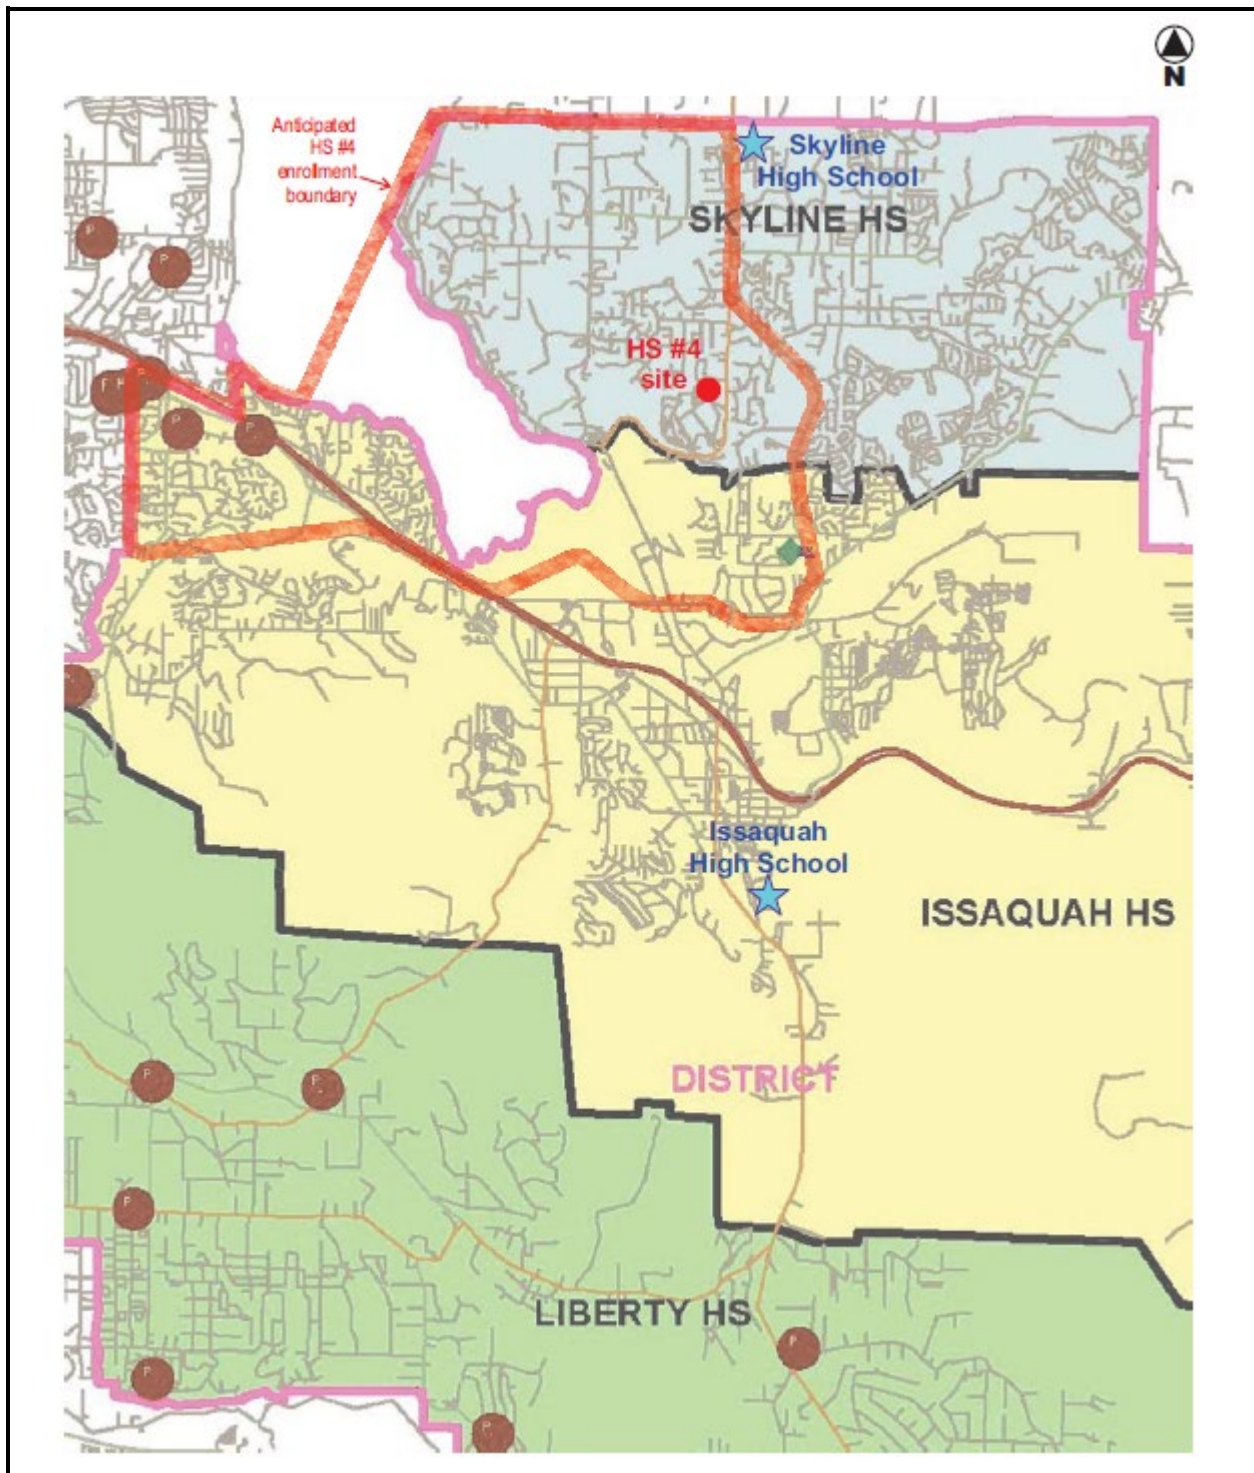 N
Anticipated
HS #4
enrollment
boundary
Skyline
High School
SKYLINE HS
HS #4
site
P
P
P
P
P
Issaquah
High School
ISSAQUAH HS
DISTRICT
P
P
P
LIBERTY HS
P
P
P